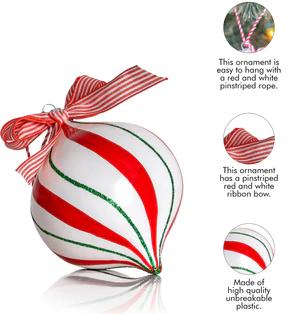 This ornament is
easy to hang with
a red and white
pinstriped rope.
This ornament
has a pinstriped
red and white
ribbon bow.
Made of
high quality
unbreakable
plastic.